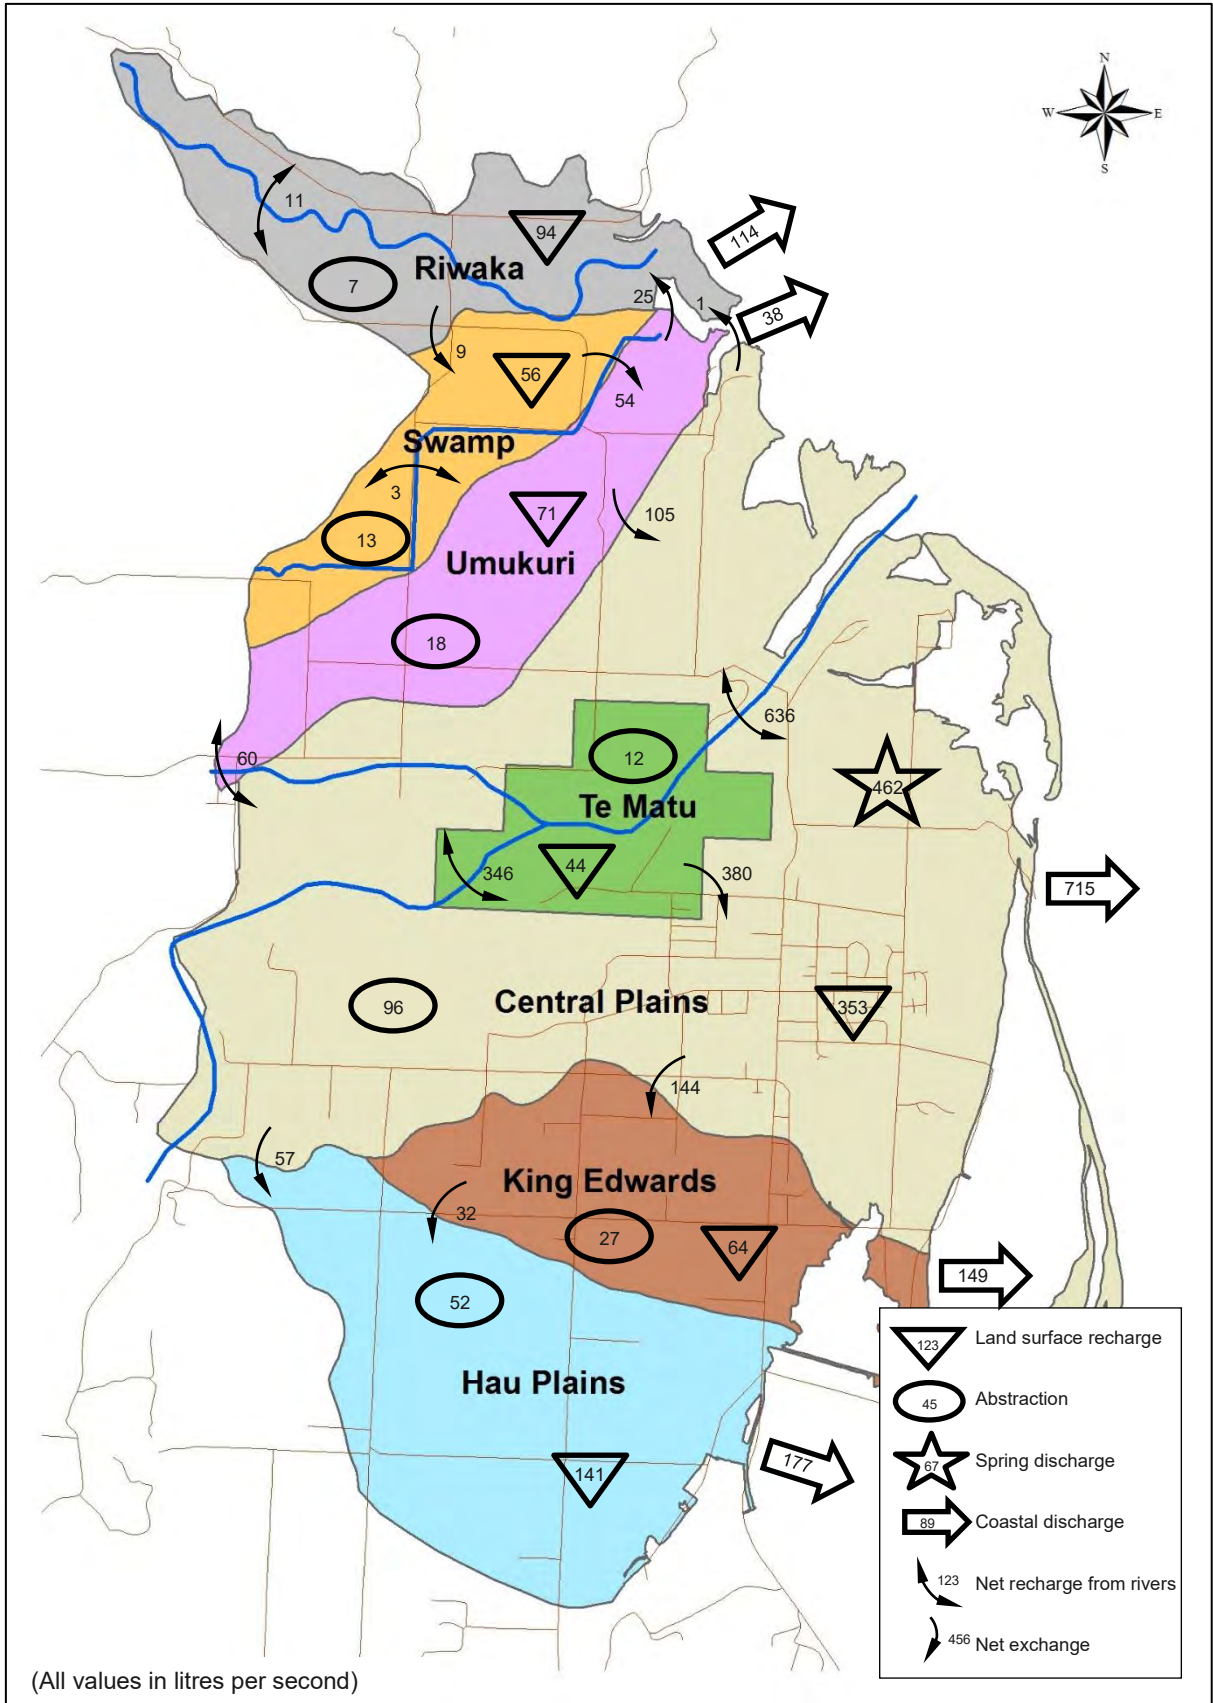 N
W E
S
11
94
114
Riwaka
7
25
1
38
9
56
54
Swamp
3
71
105
13
Umukuri
18
636
60
12
462
Te Matu
44
346
380
715
96
Central Plains
353
144
57
King Edwards
32
27
64
149
52
Hau Plains
141
177
123 Land surface recharge
45 Abstraction
67 Spring discharge
89 Coastal discharge
123 Net recharge from rivers
456 Net exchange
(All values in litres per second)